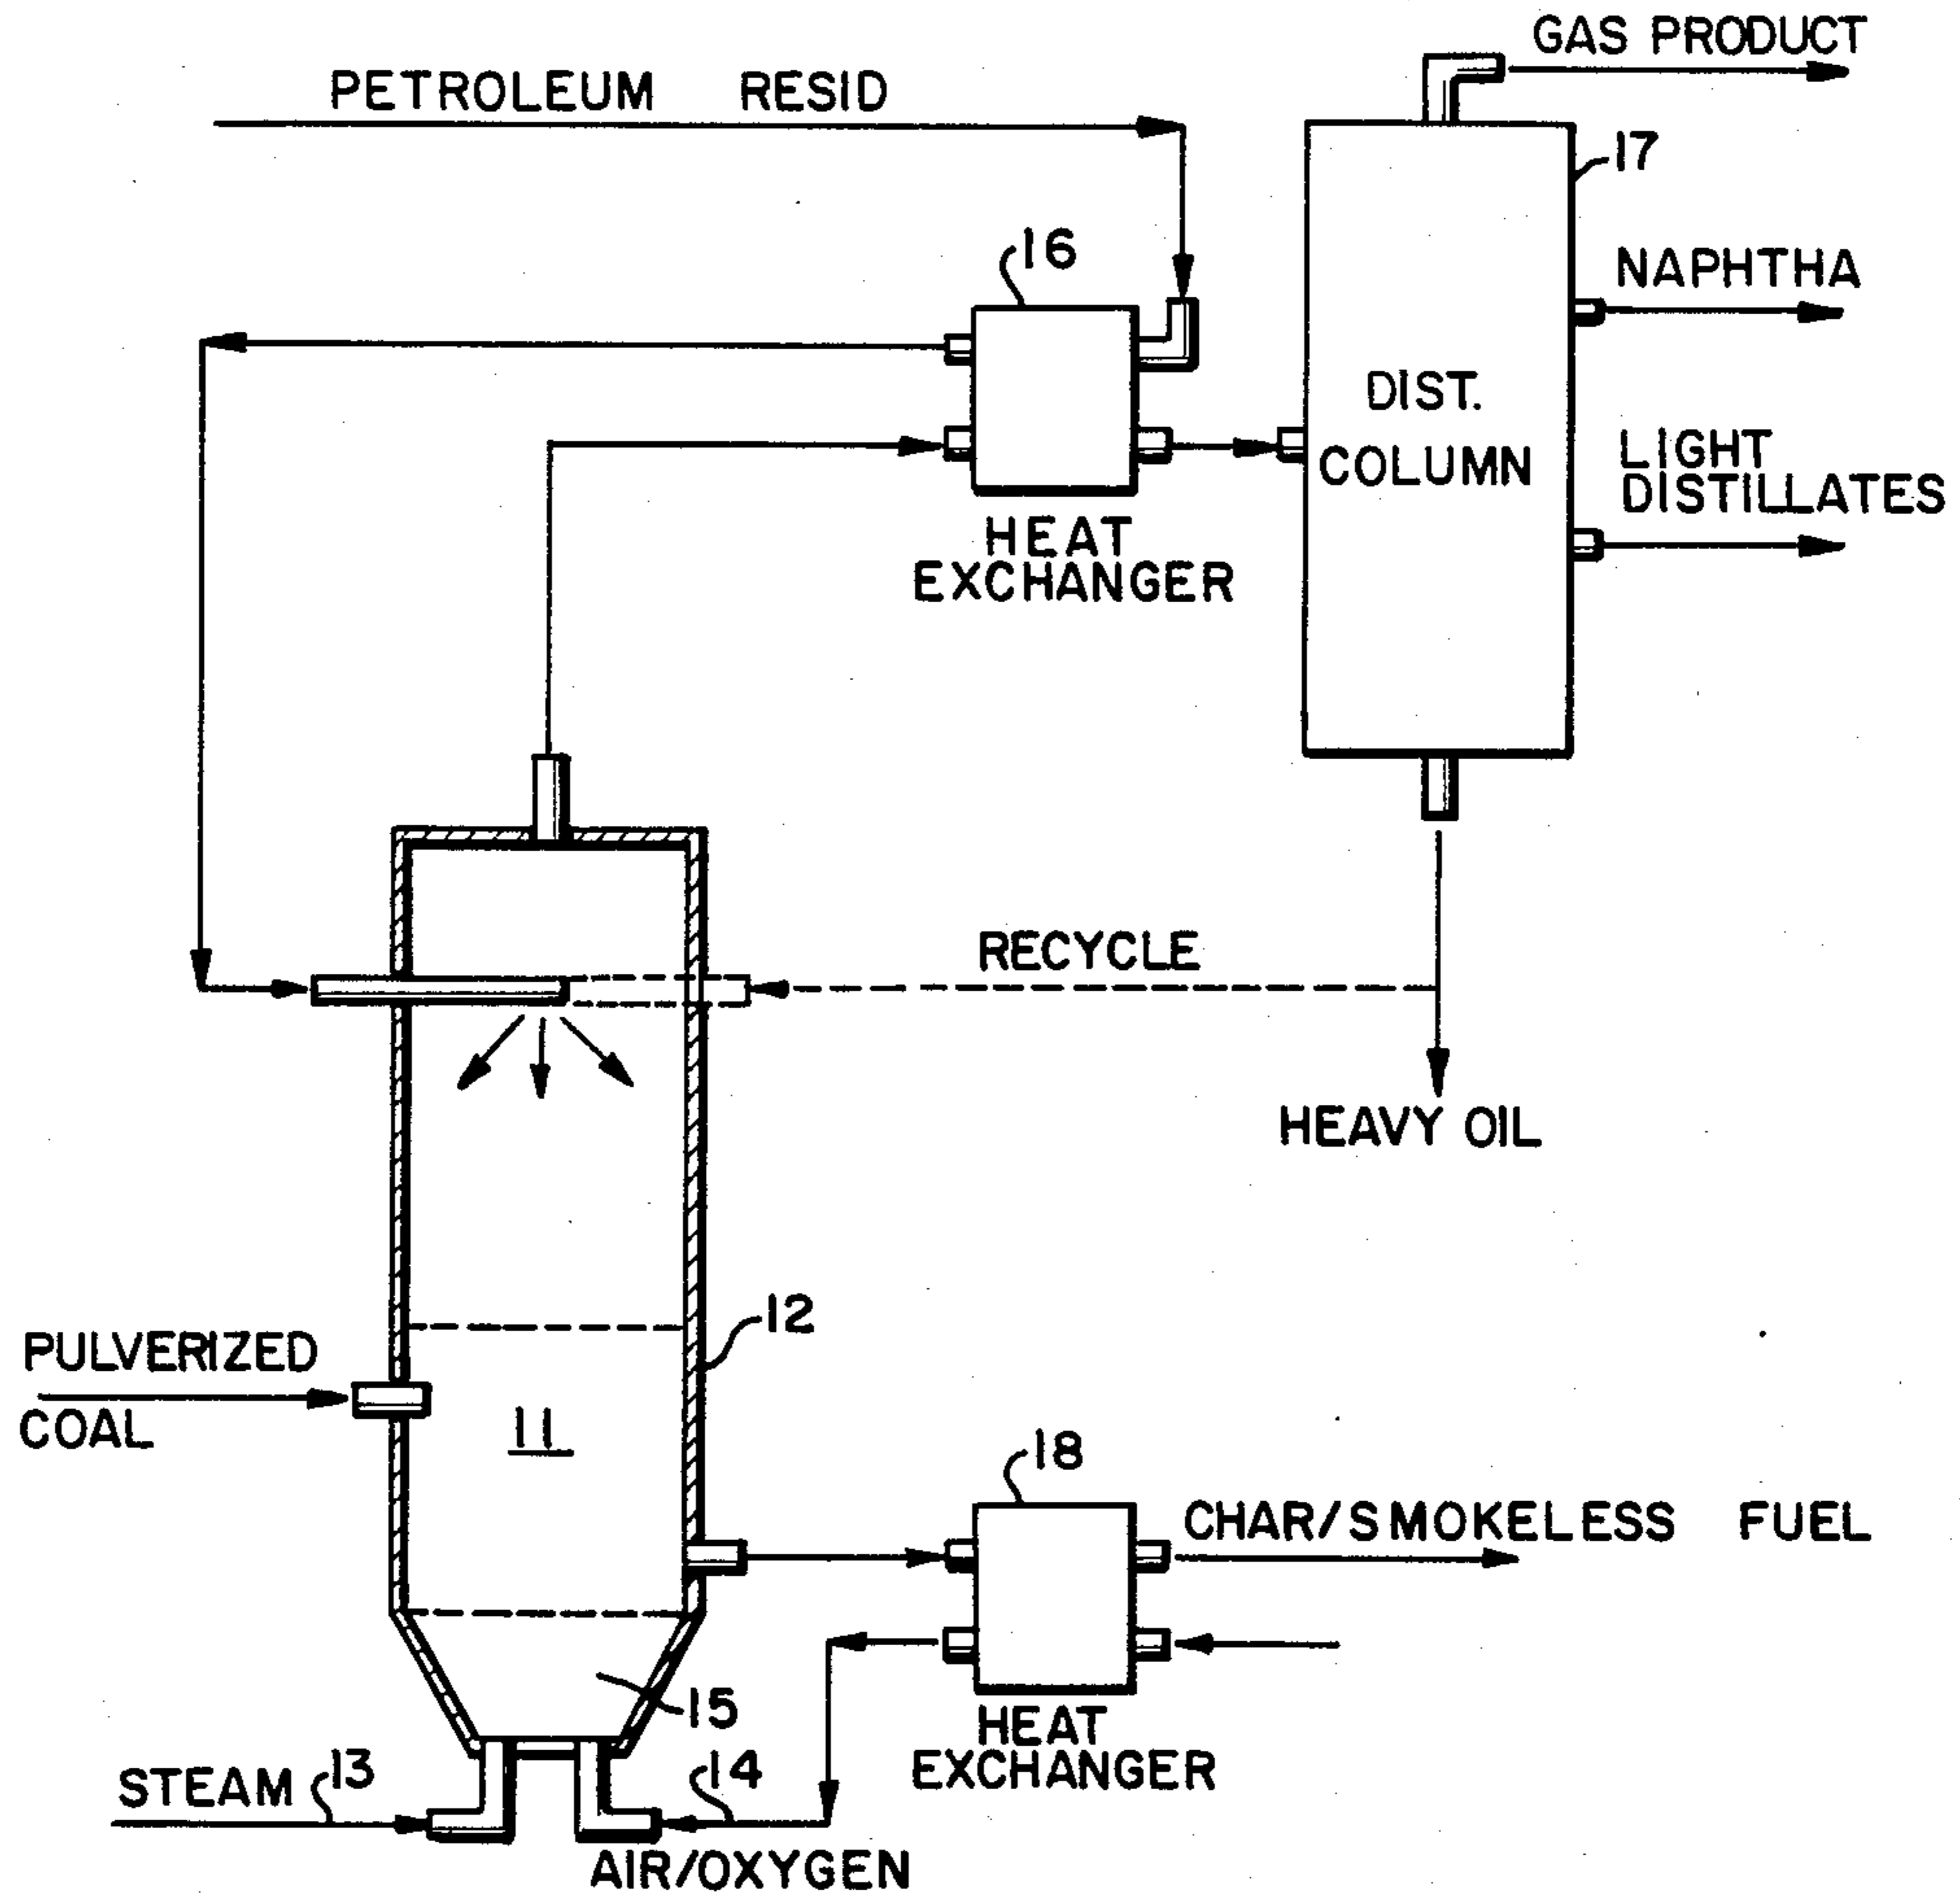 GAS PRODUCT
PETROLEUM RESID
17
16
NAPHTHA
DIST.
COLUMN
LIGHT
DISTILLATES
HEAT
EXCHANGER
RECYCLE
HEAVY OIL
12
PULVERIZED
COAL
11
18
CHAR/SMOKELESS FUEL
15
HEAT
EXCHANGER
STEAM
13
14
AIR/OXYGEN